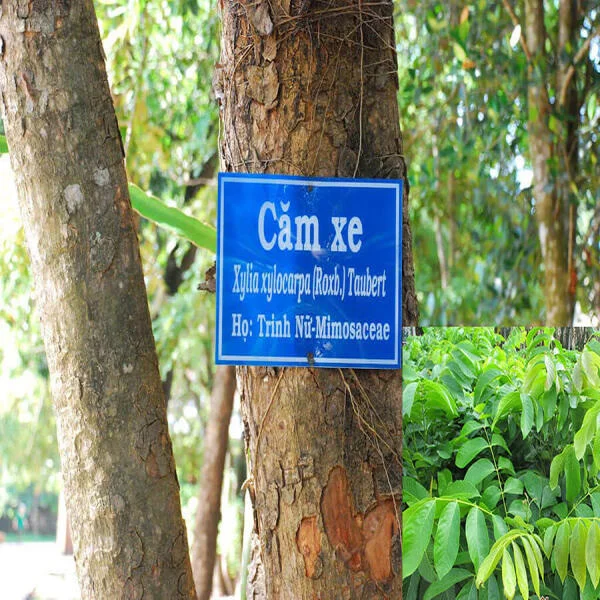 Căm xe
Xylia xylocarpa (Roxb.) Taubert
Họ: Trinh Nữ-Mimosaceae